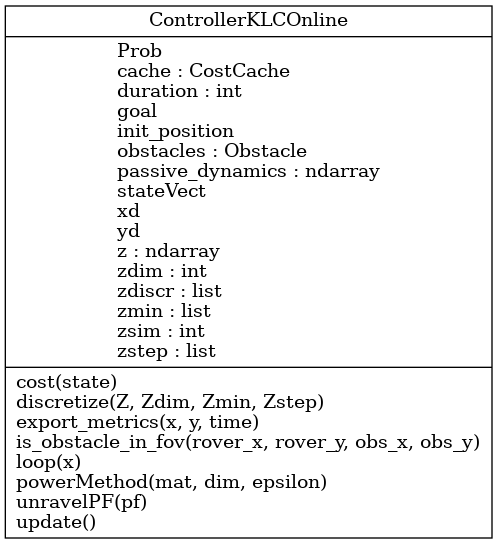 ControllerKLCOnline
Prob
cache : CostCache
duration : int
goal
init_position
obstacles : Obstacle
passive_dynamics : ndarray
stateVect
xd
yd
z : ndarray
zdim : int
zdiscr : list
zmin : list
zsim : int
zstep : list
cost(state)
discretize(Z, Zdim, Zmin, Zstep)
export_metrics(x, y, time)
is_obstacle_in_fov(rover_x, rover_y, obs_x, obs_y)
loop(x)
powerMethod(mat, dim, epsilon)
unravelPF(pf)
update()